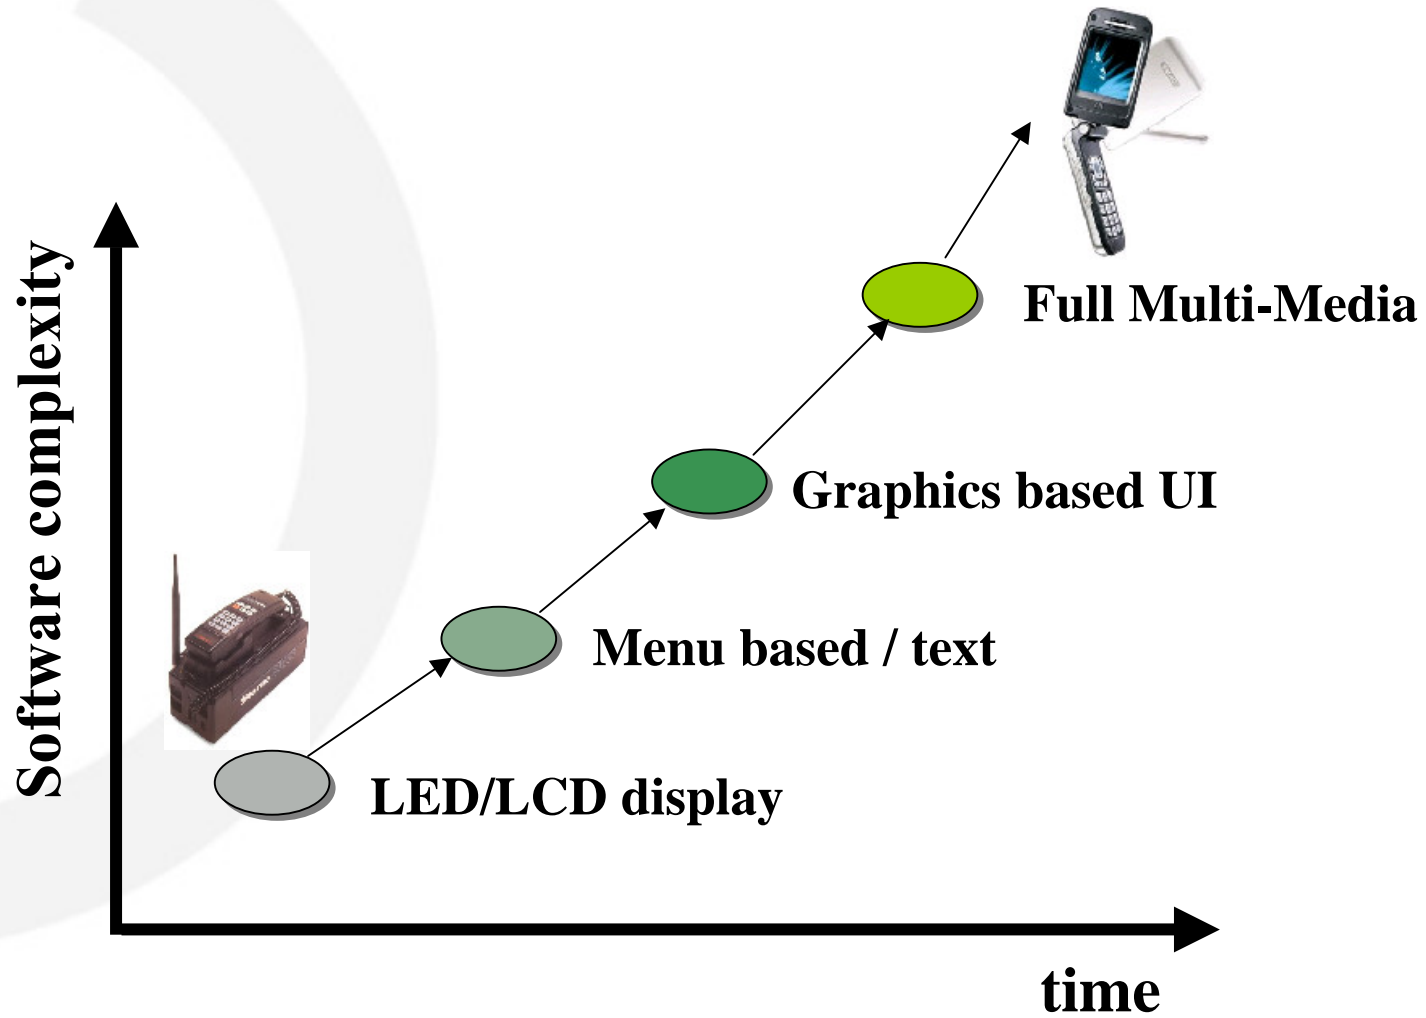 Software complexity
Full Multi-Media
Graphics based UI
Menu based / text
LED/LCD display
time